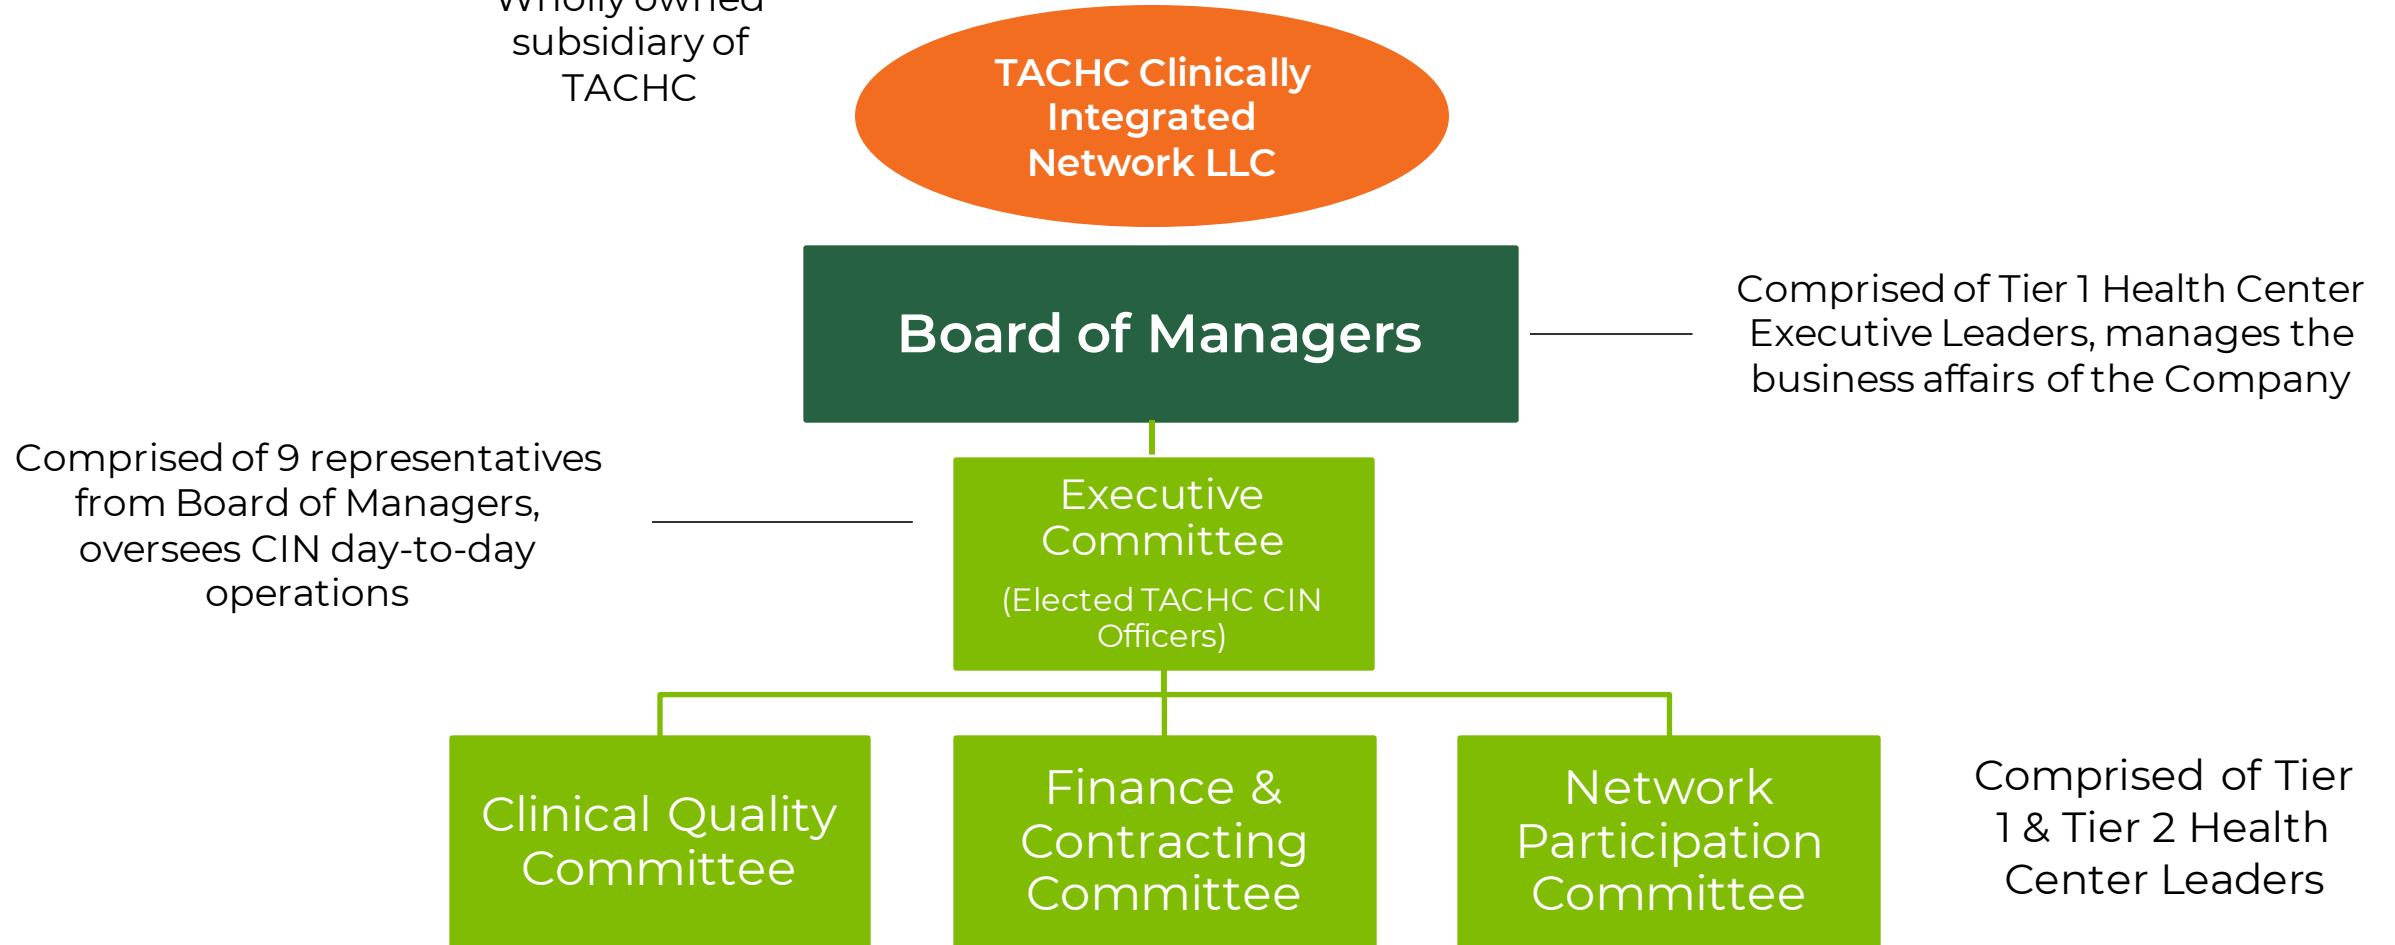 Wholly owned
subsidiary of
TACHC
TACHC Clinically
Integrated
Network LLC
Board of Managers
Comprised of Tier 1 Health Center
Executive Leaders, manages the
business affairs of the Company
Comprised of 9 representatives
from Board of Managers,
oversees CIN day-to-day
operations
Executive
Committee
(Elected TACHC CIN
Officers)
Clinical Quality
Committee
Finance &
Contracting
Committee
Network
Participation
Committee
Comprised of Tier
1 & Tier 2 Health
Center Leaders